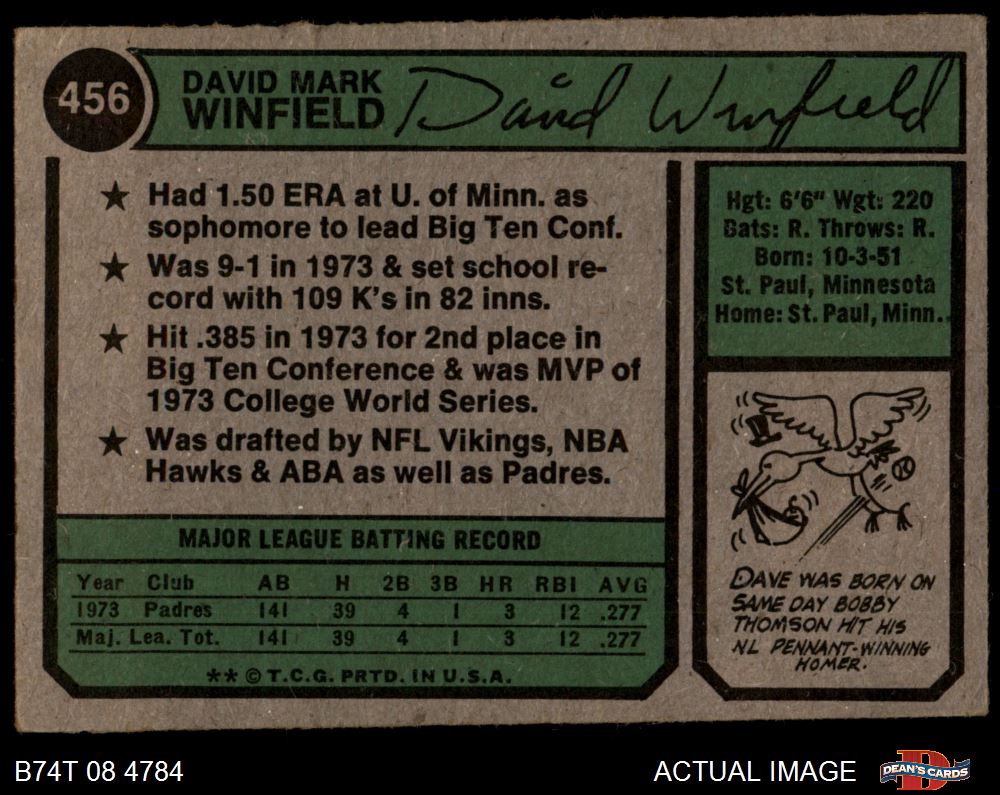 456
DAVID MARK
WINFIELD
David Winfield
★ Had 1.50 ERA at U. of Minn. as
sophomore to lead Big Ten Conf.
★ Was 9-1 in 1973 & set school re-
cord with 109 K's in 82 inns.
★ Hit .385 in 1973 for 2nd place in
Big Ten Conference & was MVP of
1973 College World Series.
★ Was drafted by NFL Vikings, NBA
Hawks & ABA as well as Padres.
Hgt: 6'6" Wgt: 220
Bats: R. Throws: R.
Born: 10-3-51
St. Paul, Minnesota
Home: St. Paul, Minn.
DAVE WAS BORN ON
SAME DAY BOBBY
THOMSON HIT HIS
NL PENNANT-WINNING
HOMER.
MAJOR LEAGUE BATTING RECORD
Year Club AB H 2B 3B HR RBI AVG
1973 Padres 141 39 4 1 3 12 .277
Maj. Lea. Tot. 141 39 4 1 3 12 .277
** © T.C.G. PRTD. IN U.S.A.
B74T 08 4784
ACTUAL IMAGE
DEAN'S CARDS